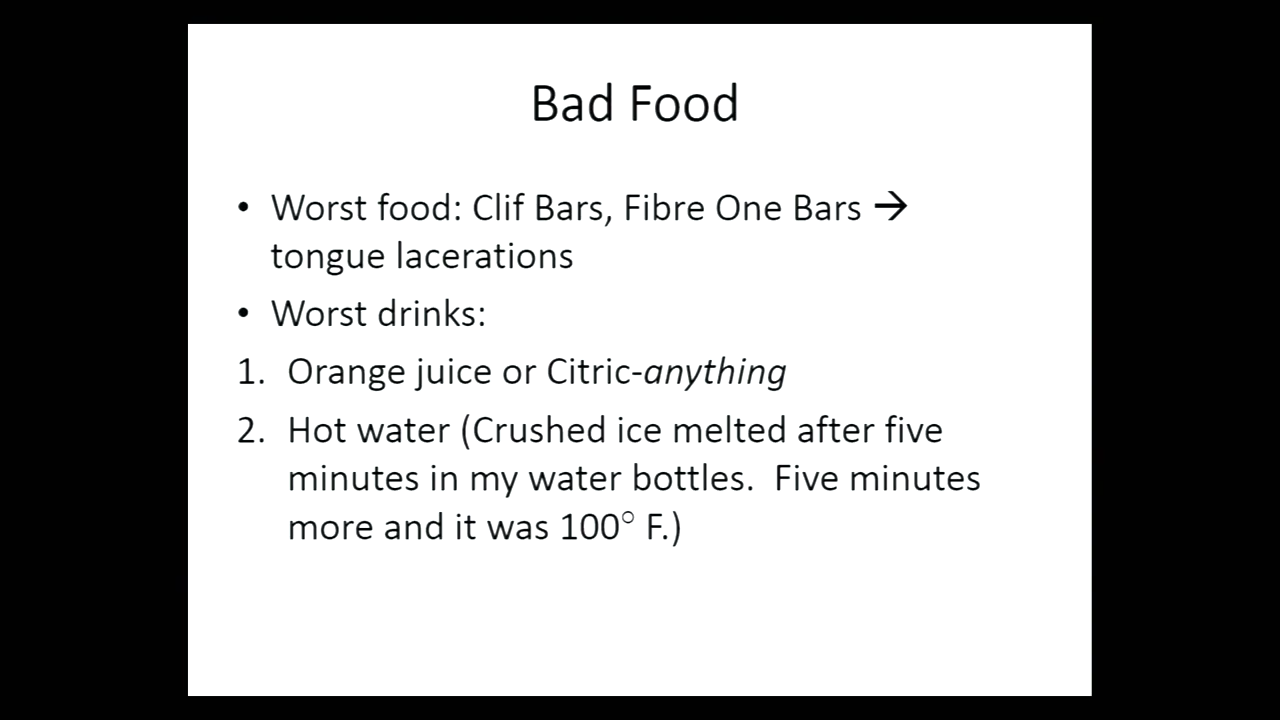 Bad Food
• Worst food: Clif Bars, Fibre One Bars →
tongue lacerations
• Worst drinks:
1. Orange juice or Citric-anything
2. Hot water (Crushed ice melted after five
minutes in my water bottles.  Five minutes
more and it was 100° F.)